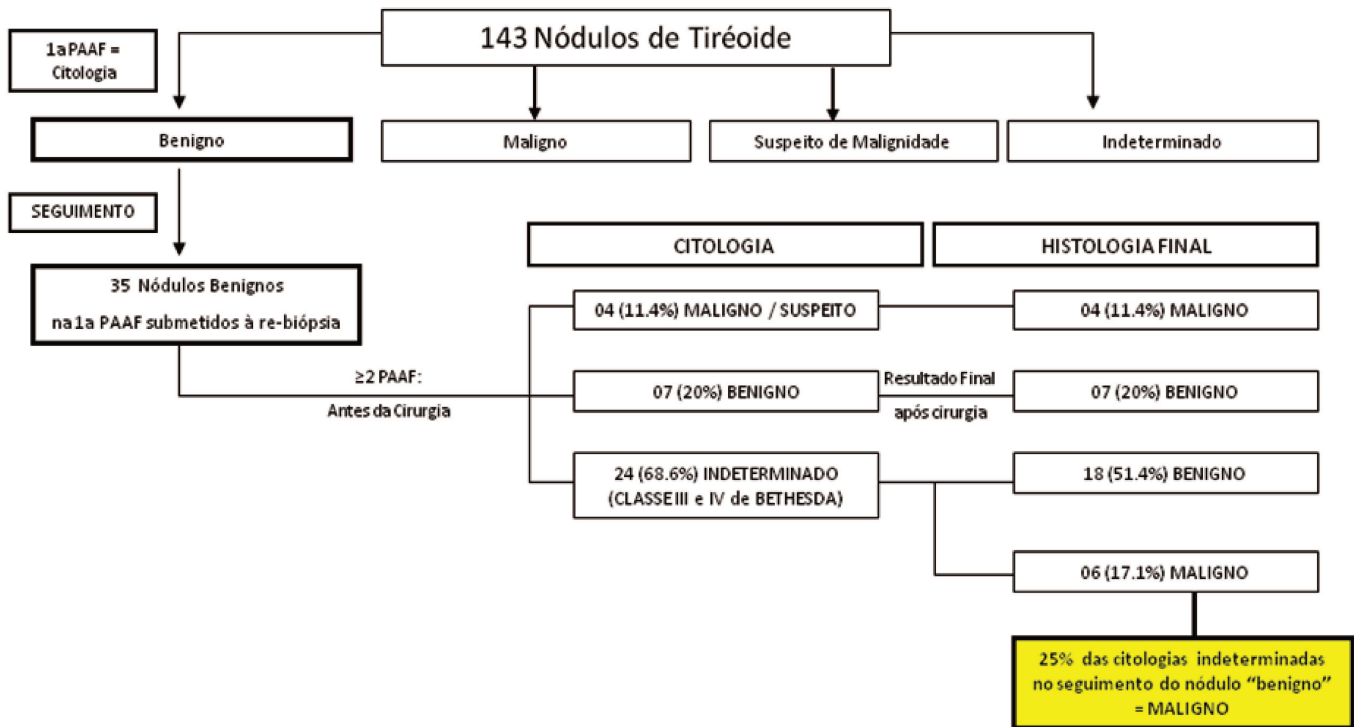 143 Nódulos de Tiréoide
1a PAAF =
Citologia
Benigno
Maligno
Suspeito de Malignidade
Indeterminado
SEGUIMENTO
CITOLOGIA
HISTOLOGIA FINAL
35 Nódulos Benignos
na 1a PAAF submetidos à re-biópsia
04 (11.4%) MALIGNO / SUSPEITO
04 (11.4%) MALIGNO
≥2 PAAF:
Antes da Cirurgia
07 (20%) BENIGNO
Resultado Final
após cirurgia
07 (20%) BENIGNO
24 (68.6%) INDETERMINADO
(CLASSE III e IV de BETHESDA)
18 (51.4%) BENIGNO
06 (17.1%) MALIGNO
25% das citologias indeterminadas
no seguimento do nódulo “benigno”
= MALIGNO